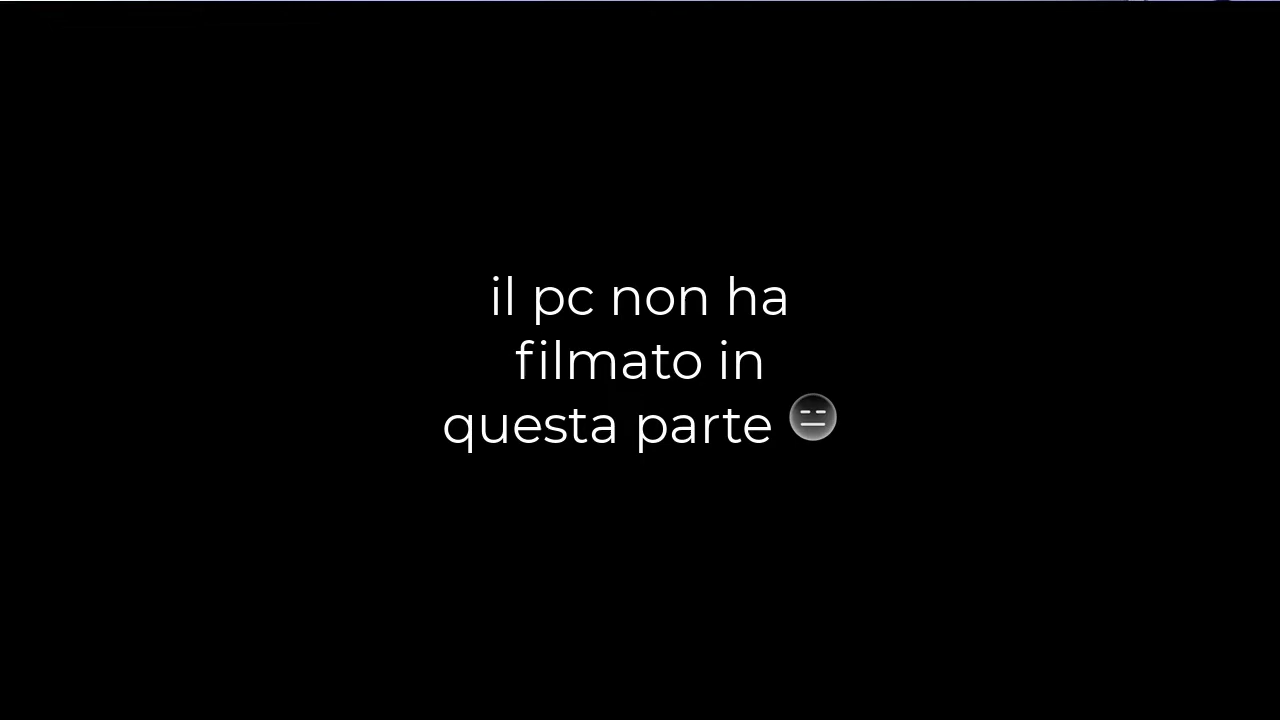 il pc non ha
filmato in
questa parte 😑